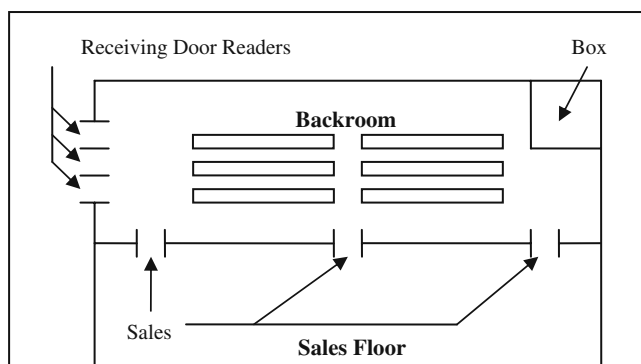 Receiving Door Readers
Box
Backroom
Sales
Sales Floor